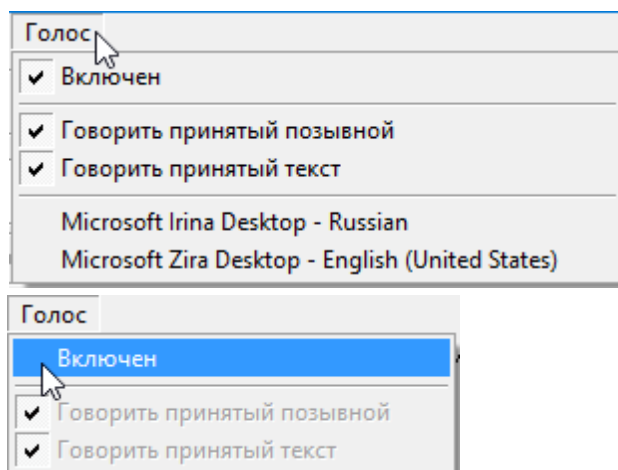 Голос
Включен
Говорить принятый позывной
Говорить принятый текст
Microsoft Irina Desktop - Russian
Microsoft Zira Desktop - English (United States)
Голос
Включен
Говорить принятый позывной
Говорить принятый текст